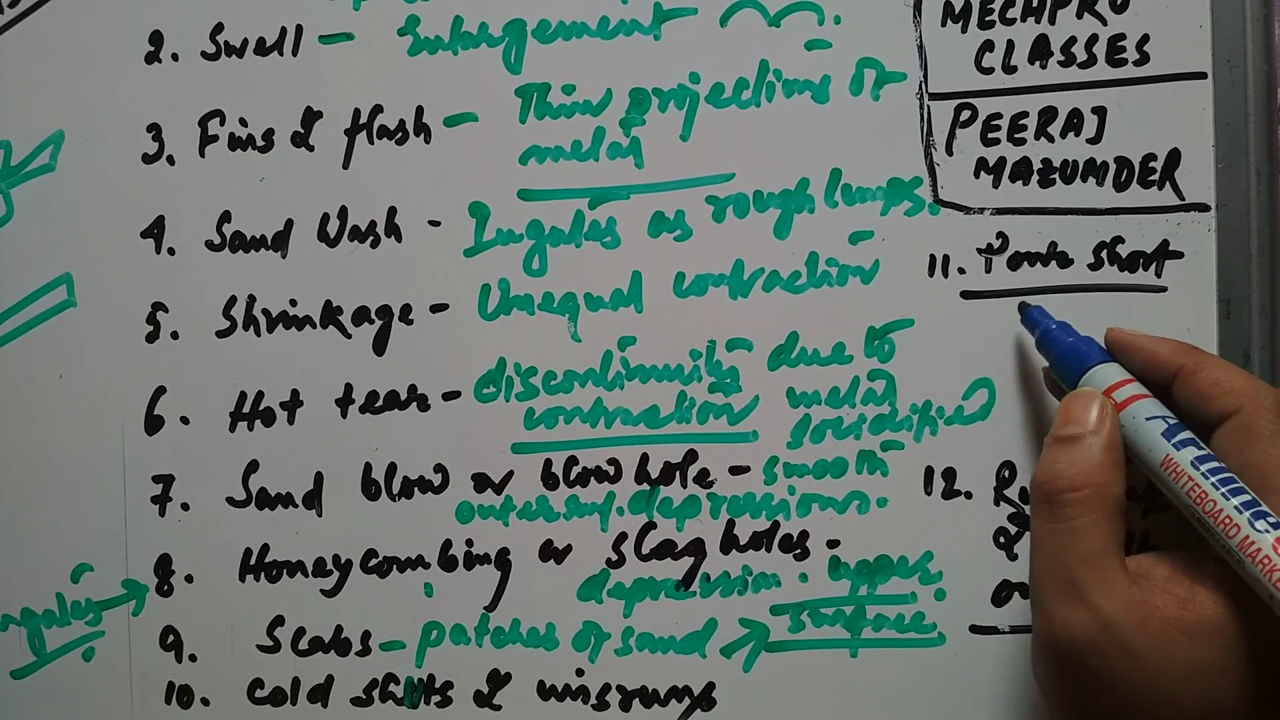 2. Swell - Enlargement
3. Fins & flash - Thin projections of
metal
4. Sand Wash - Ingates as rough lumps.
5. Shrinkage - Unequal contraction
6. Hot tear - discontinuity due to
contraction metal
solidified
7. Sand blow or blow hole - smooth
outer surf. depressions.
8. Honeycombing or slag holes -
depression. upper
surface
9. Scabs - patches of sand
10. Cold shuts & misruns
MECHPRO
CLASSES
PEERAJ
MAZUMDER
11. Pour short
12.
Artline
WHITEBOARD